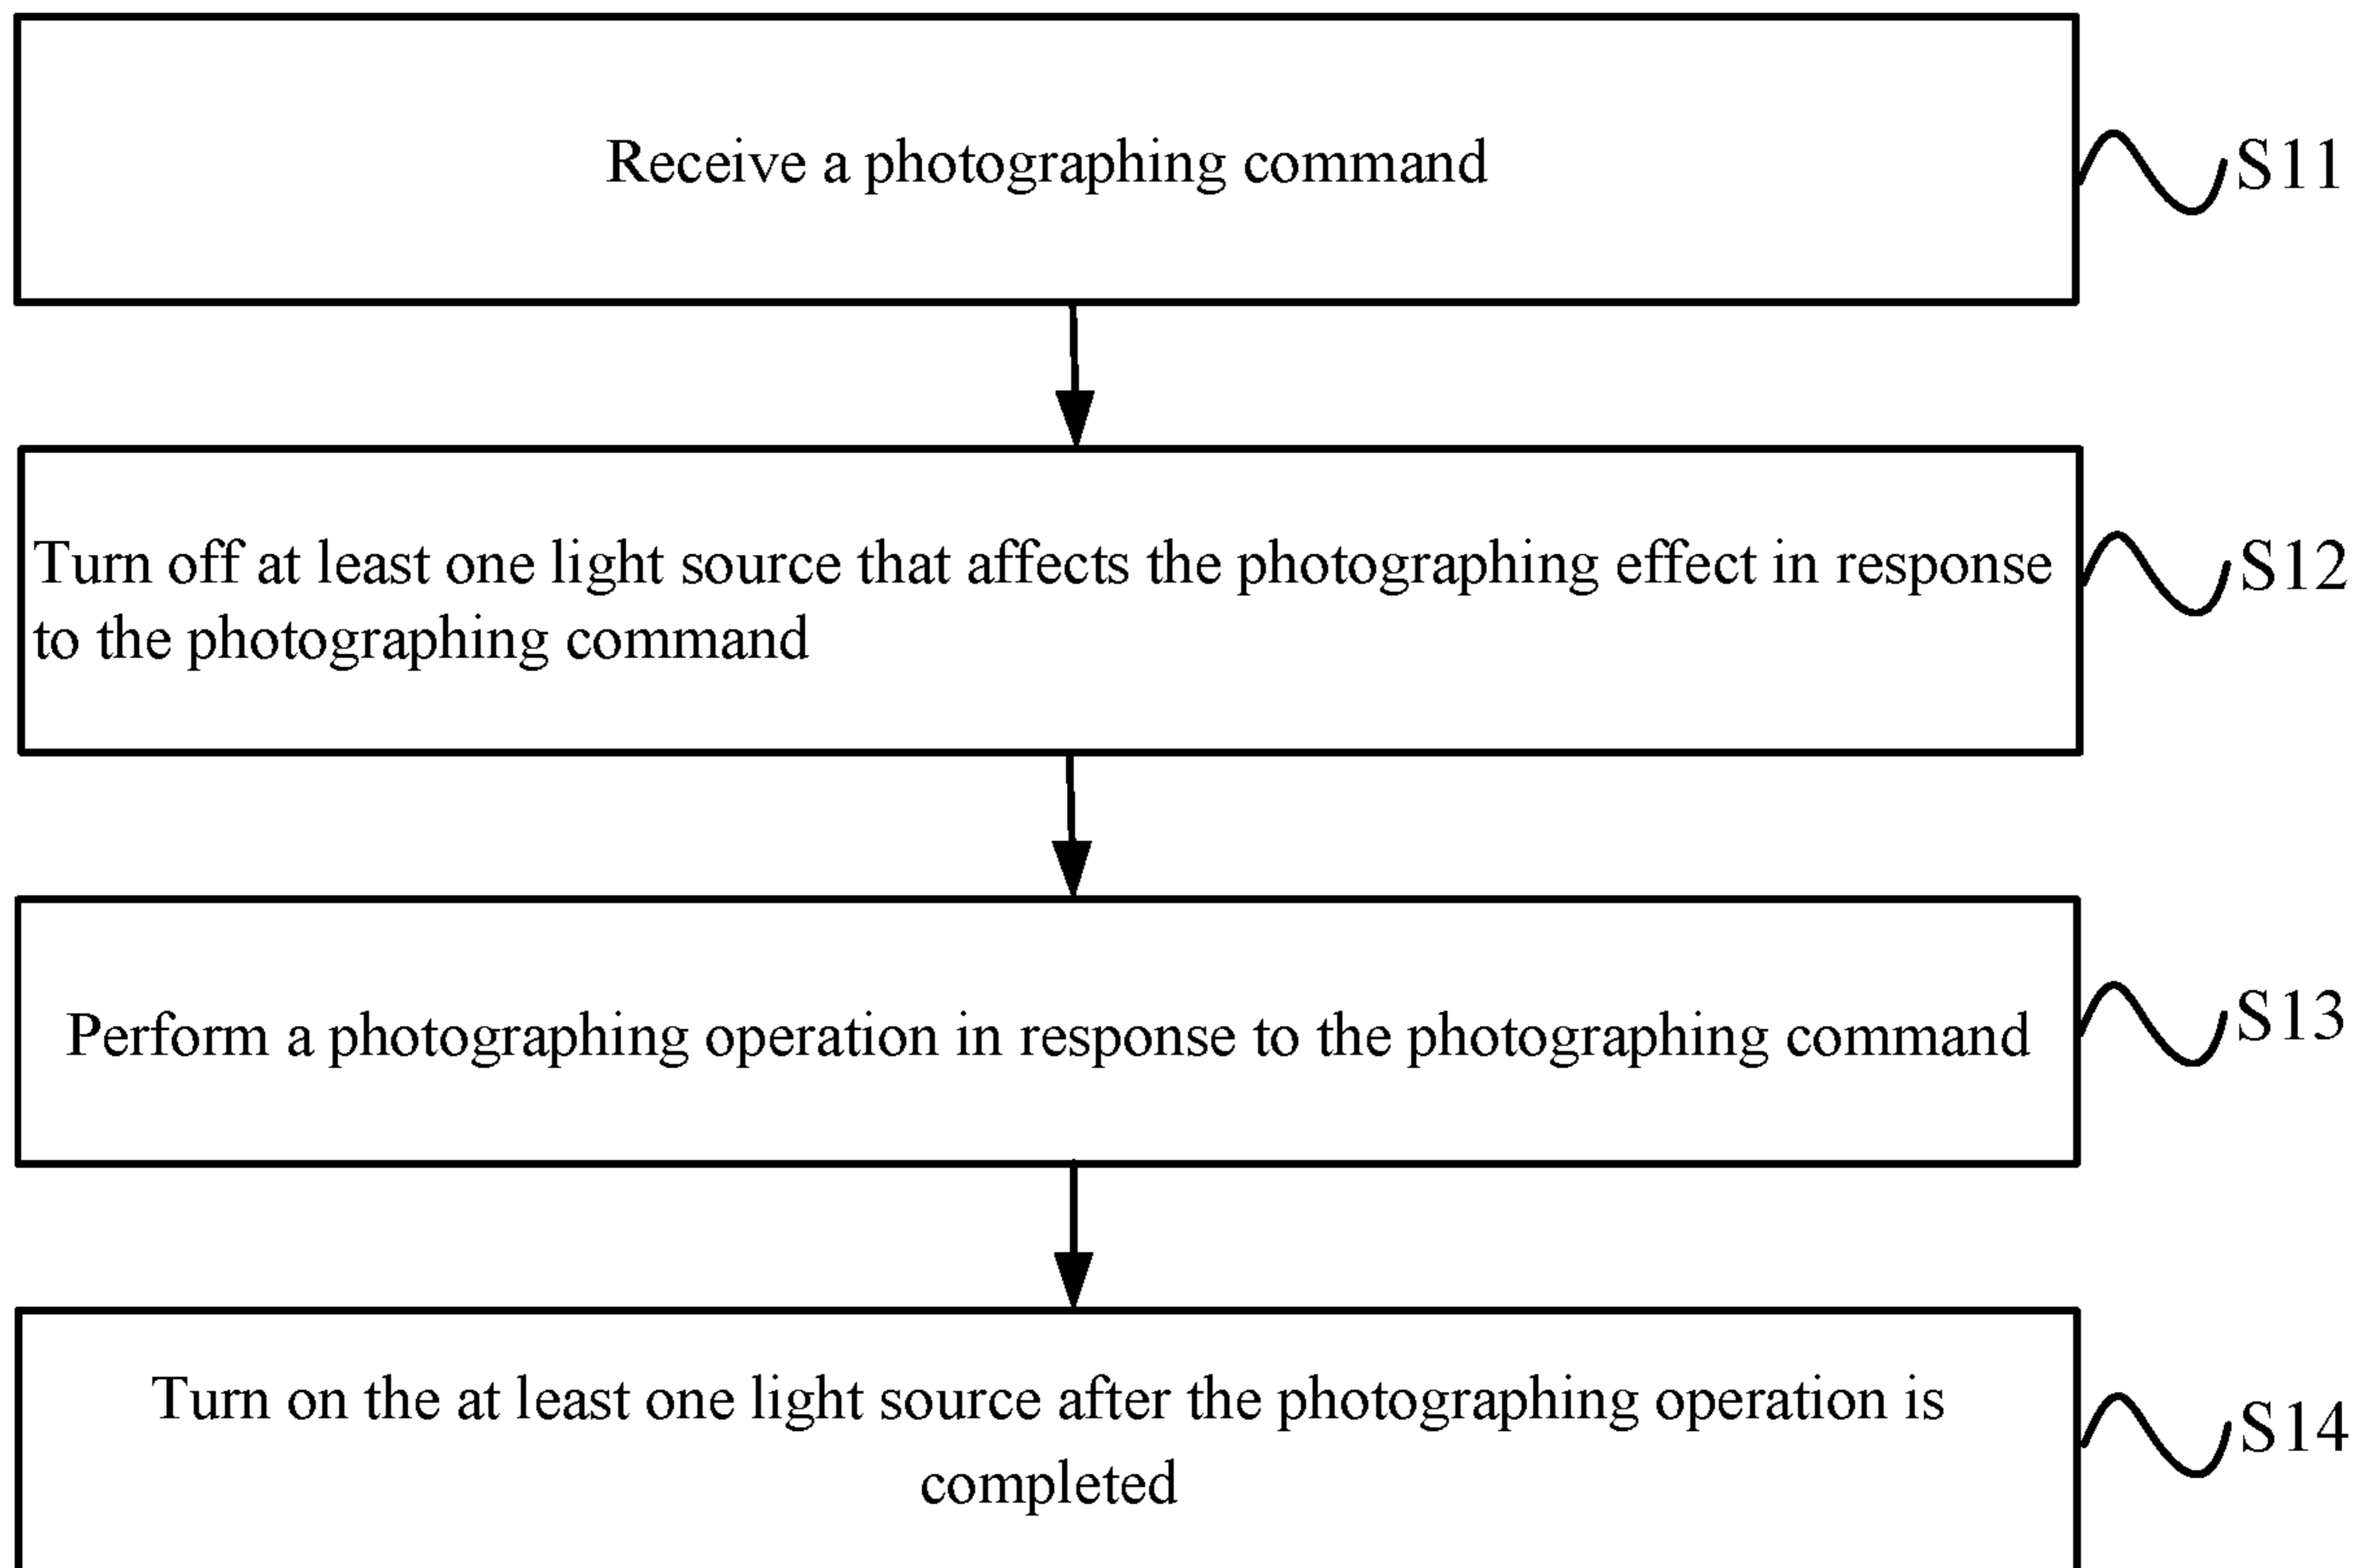 Receive a photographing command
S11
Turn off at least one light source that affects the photographing effect in response
to the photographing command
S12
Perform a photographing operation in response to the photographing command
S13
Turn on the at least one light source after the photographing operation is
completed
S14